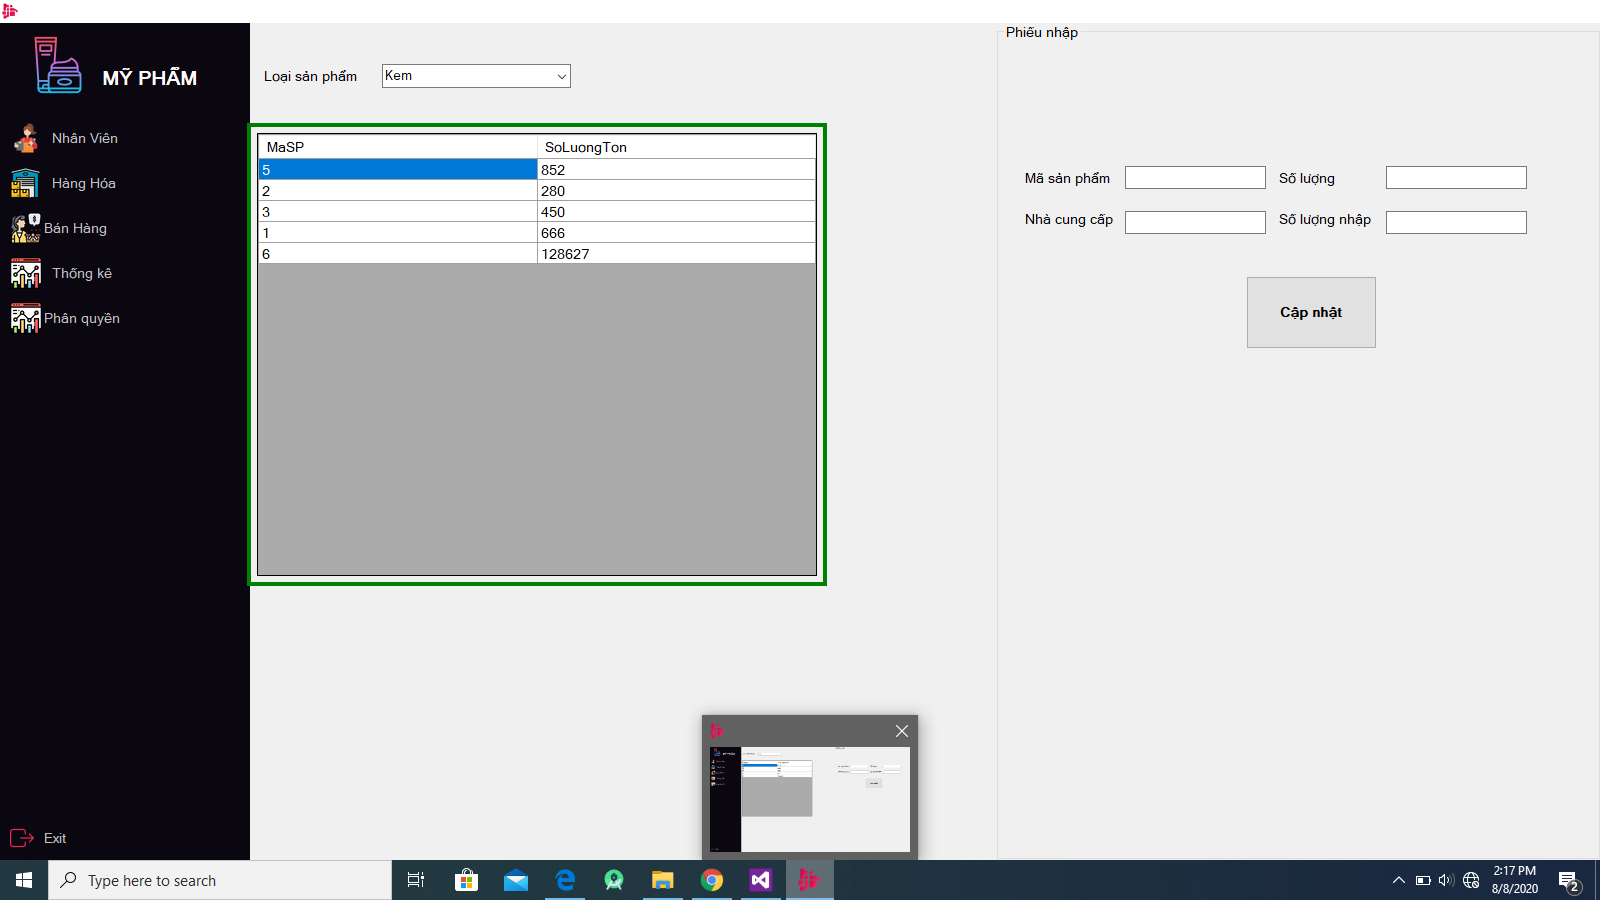 MỸ PHẨM
Nhân Viên
Hàng Hóa
Bán Hàng
Thống kê
Phân quyền
Exit
Loại sản phẩm
Kem
MaSP SoLuongTon
5 852
2 280
3 450
1 666
6 128627
Phiếu nhập
Mã sản phẩm Số lượng
Nhà cung cấp Số lượng nhập
Cập nhật
Type here to search
2:17 PM
8/8/2020
2